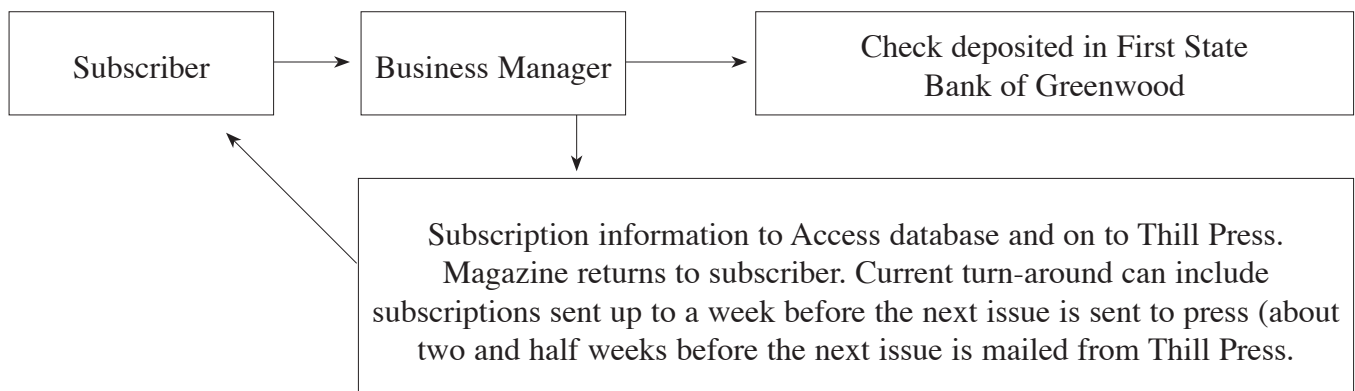 Subscriber
Business Manager
Check deposited in First State
Bank of Greenwood
Subscription information to Access database and on to Thill Press.
Magazine returns to subscriber. Current turn-around can include
subscriptions sent up to a week before the next issue is sent to press (about
two and half weeks before the next issue is mailed from Thill Press.